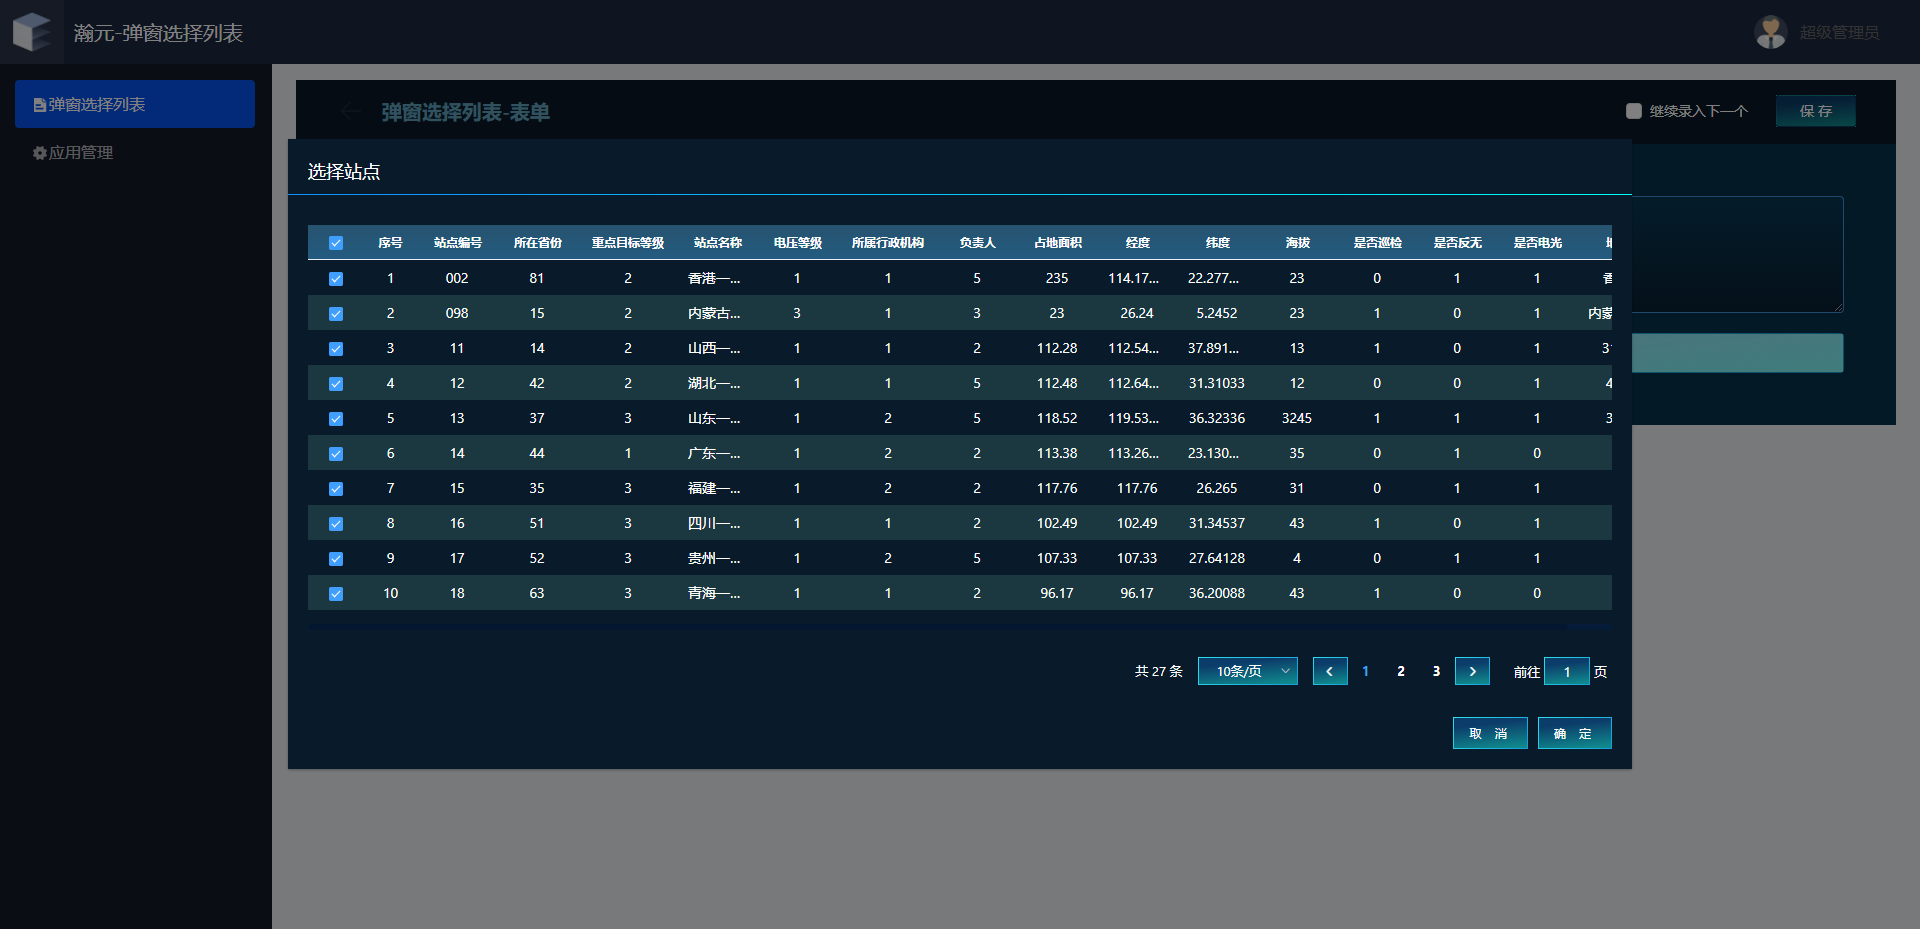 瀚元-弹窗选择列表
超级管理员
弹窗选择列表
应用管理
弹窗选择列表-表单
继续录入下一个
保 存
选择站点
序号 站点编号 所在省份 重点目标等级 站点名称 电压等级 所属行政机构 负责人 占地面积 经度 纬度 海拔 是否巡检 是否反无 是否电光
1 002 81 2 香港一... 1 1 5 235 114.17... 22.277... 23 0 1 1 香
2 098 15 2 内蒙古... 3 1 3 23 26.24 5.2452 23 1 0 1 内蒙
3 11 14 2 山西一... 1 1 2 112.28 112.54... 37.891... 13 1 0 1 31
4 12 42 2 湖北一... 1 1 5 112.48 112.64... 31.31033 12 0 0 1 4
5 13 37 3 山东一... 1 2 5 118.52 119.53... 36.32336 3245 1 1 1 3
6 14 44 1 广东一... 1 2 2 113.38 113.26... 23.130... 35 0 1 0
7 15 35 3 福建一... 1 2 2 117.76 117.76 26.265 31 0 1 1
8 16 51 3 四川一... 1 1 2 102.49 102.49 31.34537 43 1 0 1
9 17 52 3 贵州一... 1 2 5 107.33 107.33 27.64128 4 0 1 1
10 18 63 3 青海一... 1 1 2 96.17 96.17 36.20088 43 1 0 0
共 27 条 10条/页 1 2 3 前往 1 页
取 消 确 定